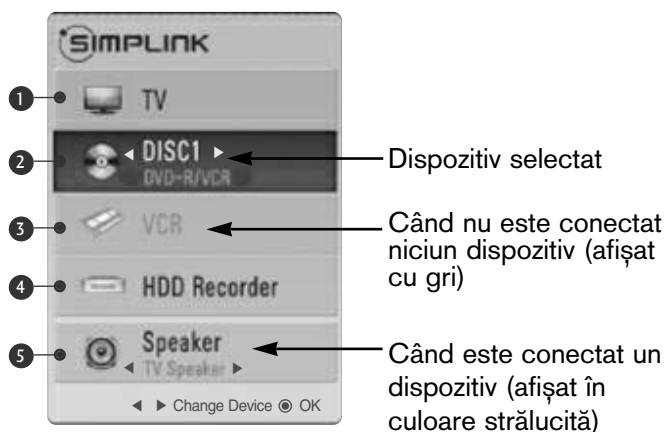 SIMPLINK
1 TV
2 DISC1
DVD-R/VCR
Dispozitiv selectat
3 VCR
Când nu este conectat
niciun dispozitiv (afișat
cu gri)
4 HDD Recorder
5 Speaker
TV Speaker
Când este conectat un
dispozitiv (afișat în
culoare strălucită)
◄ ► Change Device ◉ OK